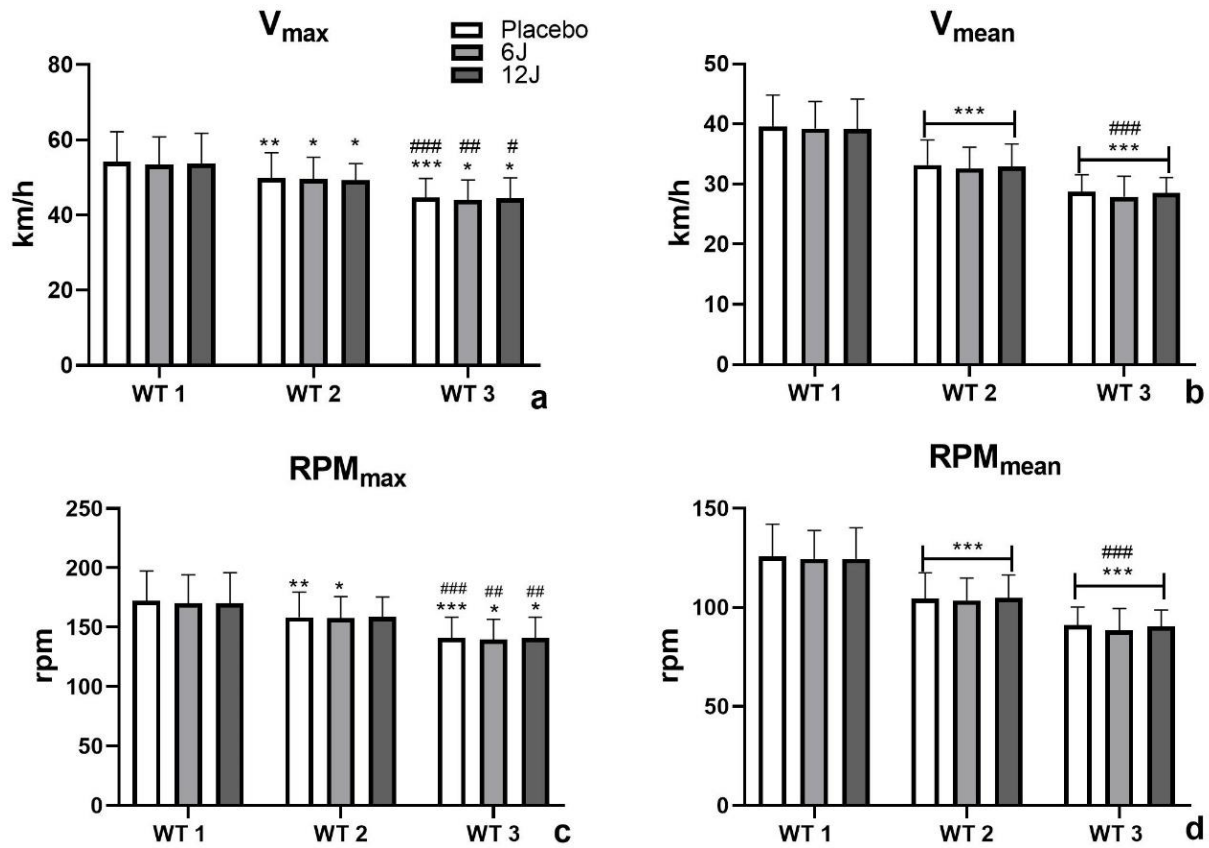 Vmax
Placebo
6J
12J
km/h
80
60
40
20
0
** * *
### ## #
*** * *
WT 1 WT 2 WT 3
a
Vmean
km/h
50
40
30
20
10
0
***
###
***
WT 1 WT 2 WT 3
b
RPMmax
rpm
250
200
150
100
50
0
** *
### ## ##
*** * *
WT 1 WT 2 WT 3
c
RPMmean
rpm
150
100
50
0
***
###
***
WT 1 WT 2 WT 3
d